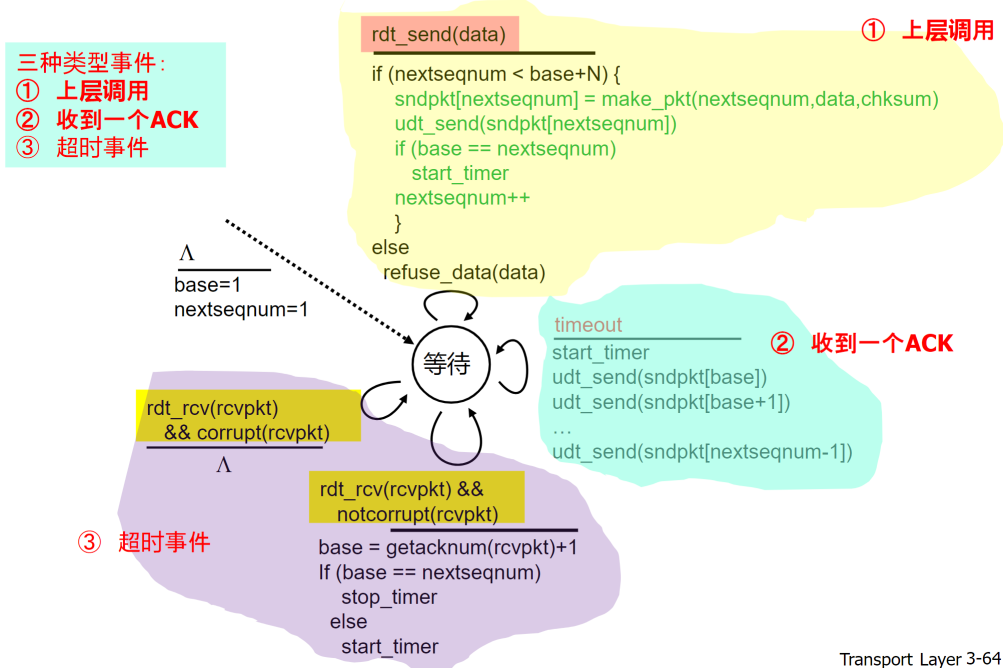 三种类型事件:
① 上层调用
② 收到一个ACK
③ 超时事件
① 上层调用
rdt_send(data)
if (nextseqnum < base+N) {
sndpkt[nextseqnum] = make_pkt(nextseqnum,data,chksum)
udt_send(sndpkt[nextseqnum])
if (base == nextseqnum)
start_timer
nextseqnum++
}
else
refuse_data(data)
Λ
base=1
nextseqnum=1
等待
timeout
start_timer
udt_send(sndpkt[base])
udt_send(sndpkt[base+1])
…
udt_send(sndpkt[nextseqnum-1])
② 收到一个ACK
rdt_rcv(rcvpkt)
&& corrupt(rcvpkt)
Λ
rdt_rcv(rcvpkt) &&
notcorrupt(rcvpkt)
base = getacknum(rcvpkt)+1
If (base == nextseqnum)
stop_timer
else
start_timer
③ 超时事件
Transport Layer 3-64